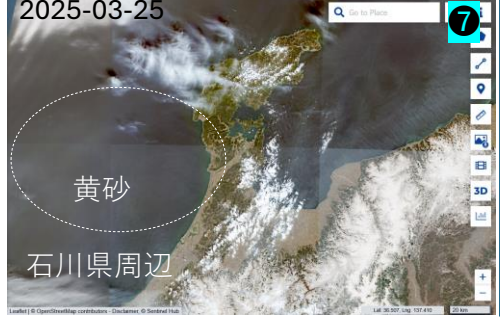 2025-03-25
Go to Place
7
3D
黄砂
石川県周辺
Leaflet | © OpenStreetMap contributors - Disclaimer, © Sentinel Hub
Lat: 36.507, Lng: 137.410
20 km